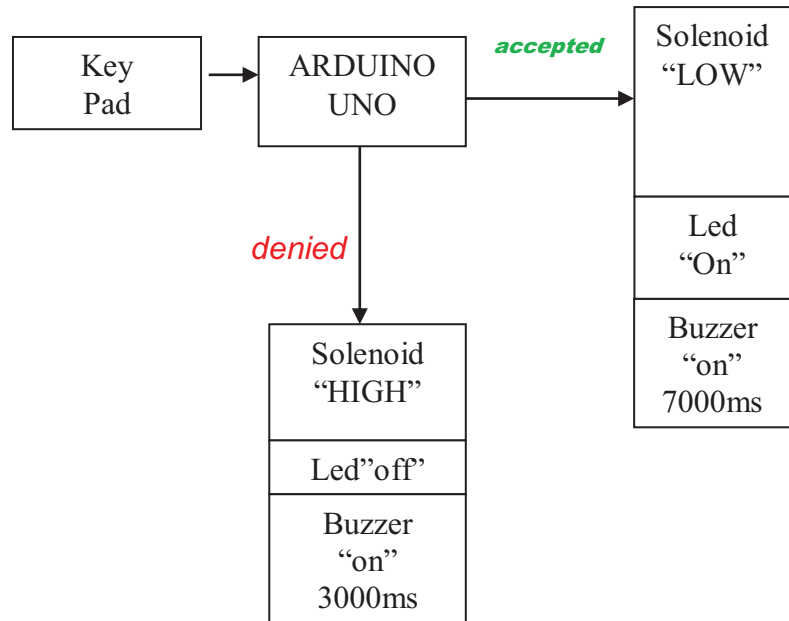 Key
Pad
ARDUINO
UNO
accepted
Solenoid
“LOW”
Led
“On”
Buzzer
“on”
7000ms
denied
Solenoid
“HIGH”
Led”off”
Buzzer
“on”
3000ms